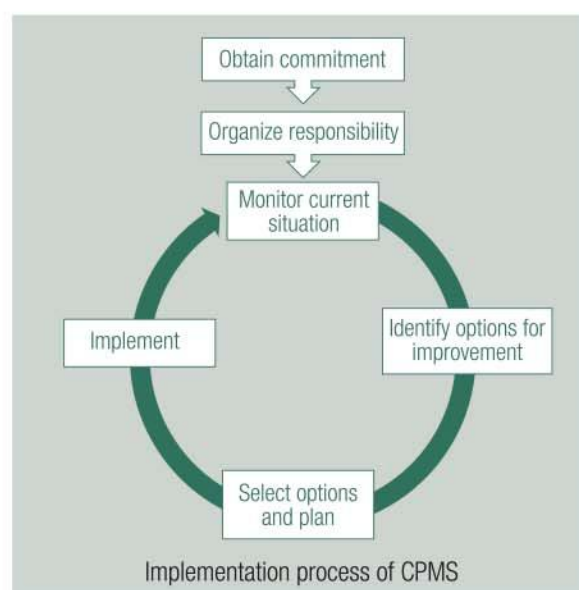 Obtain commitment
Organize responsibility
Monitor current
situation
Identify options for
improvement
Select options
and plan
Implement
Implementation process of CPMS